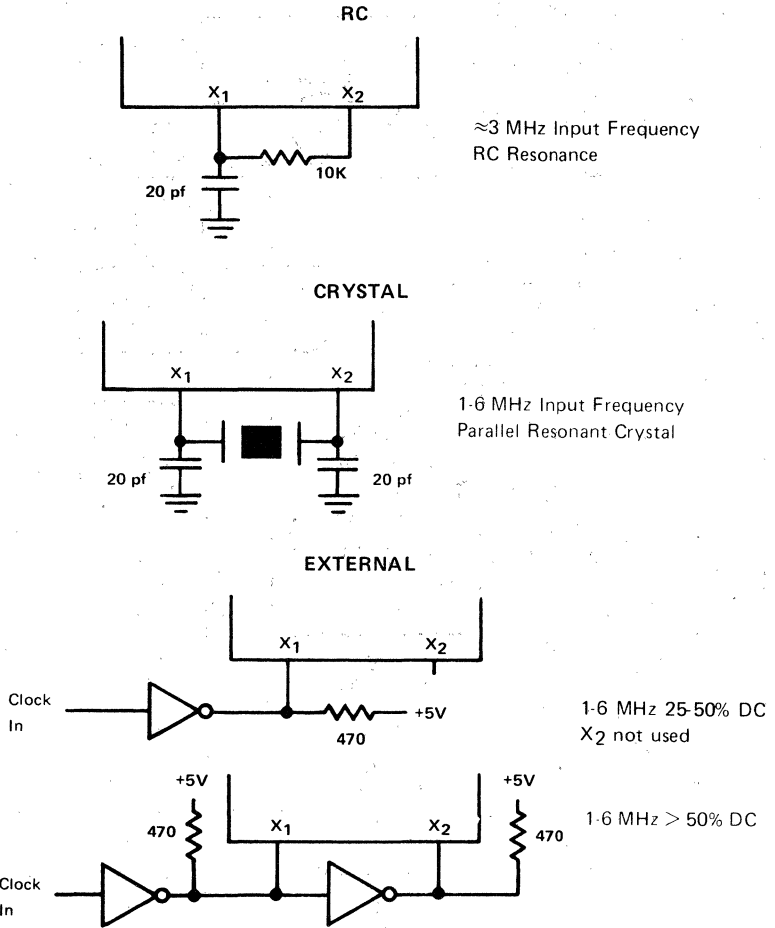 RC
X1 X2
≈3 MHz Input Frequency
RC Resonance
10K
20 pf
CRYSTAL
X1 X2
1-6 MHz Input Frequency
Parallel Resonant Crystal
20 pf 20 pf
EXTERNAL
X1 X2
Clock
In
+5V
470
1-6 MHz 25-50% DC
X2 not used
+5V +5V
470 X1 X2 470
1-6 MHz > 50% DC
Clock
In